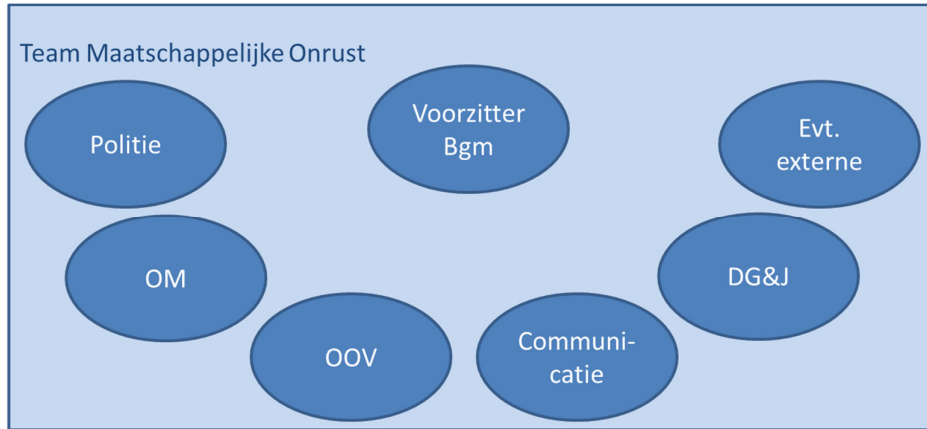 Team Maatschappelijke Onrust
Politie
Voorzitter
Bgm
Evt.
externe
OM
DG&J
OOV
Communi-
catie